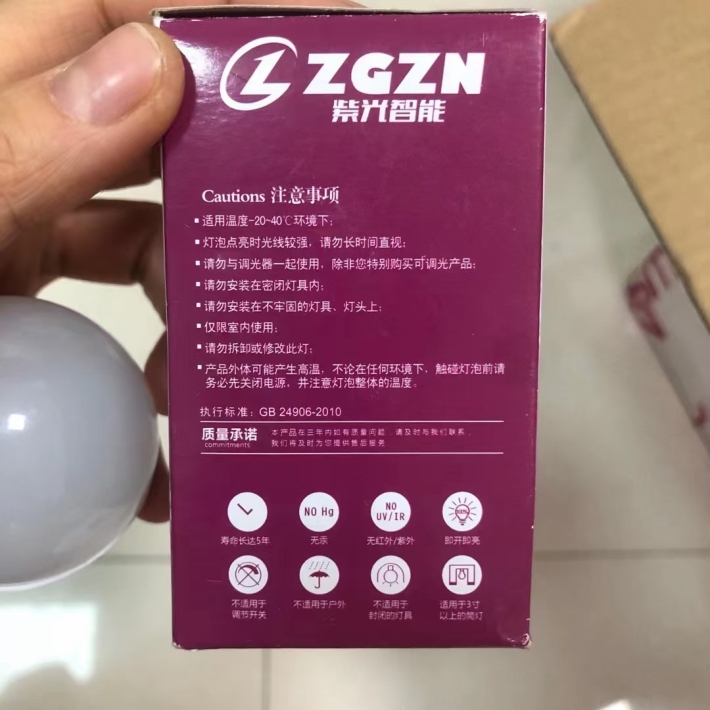 ZGZN
紫光智能
Cautions 注意事项
▪ 适用温度-20~40℃环境下;
▪ 灯泡点亮时光线较强，请勿长时间直视;
▪ 请勿与调光器一起使用，除非您特别购买可调光产品;
▪ 请勿安装在密闭灯具内;
▪ 请勿安装在不牢固的灯具、灯头上;
▪ 仅限室内使用;
▪ 请勿拆卸或修改此灯;
▪ 产品外体可能产生高温，不论在任何环境下，触碰灯泡前请
务必先关闭电源，并注意灯泡整体的温度。
执行标准: GB 24906-2010
质量承诺
commitments
本产品在三年内如有质量问题，请及时与我们联系，
我们将及时为您提供售后服务
NO Hg
NO
UV/IR
100%
寿命长达5年
无汞
无红外/紫外
即开即亮
不适用于
调节开关
不适用于户外
不适用于
封闭的灯具
适用于3寸
以上的筒灯